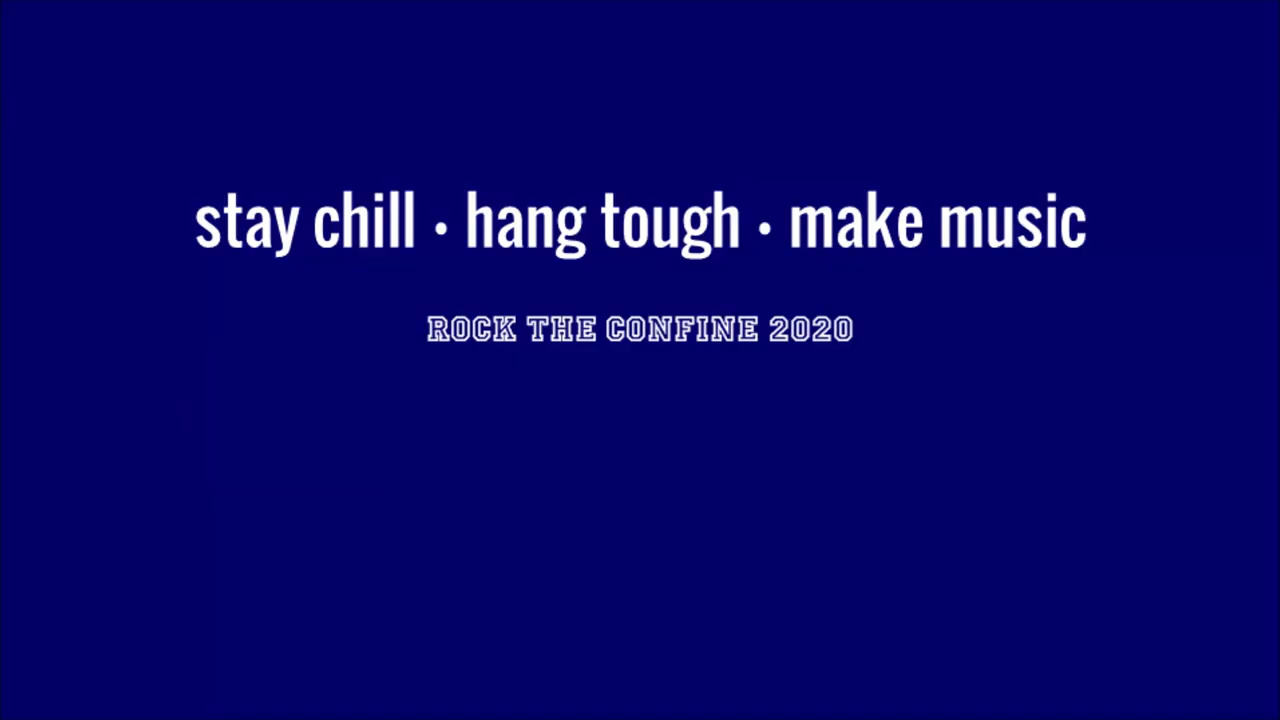 stay chill • hang tough • make music
ROCK THE CONFINE 2020